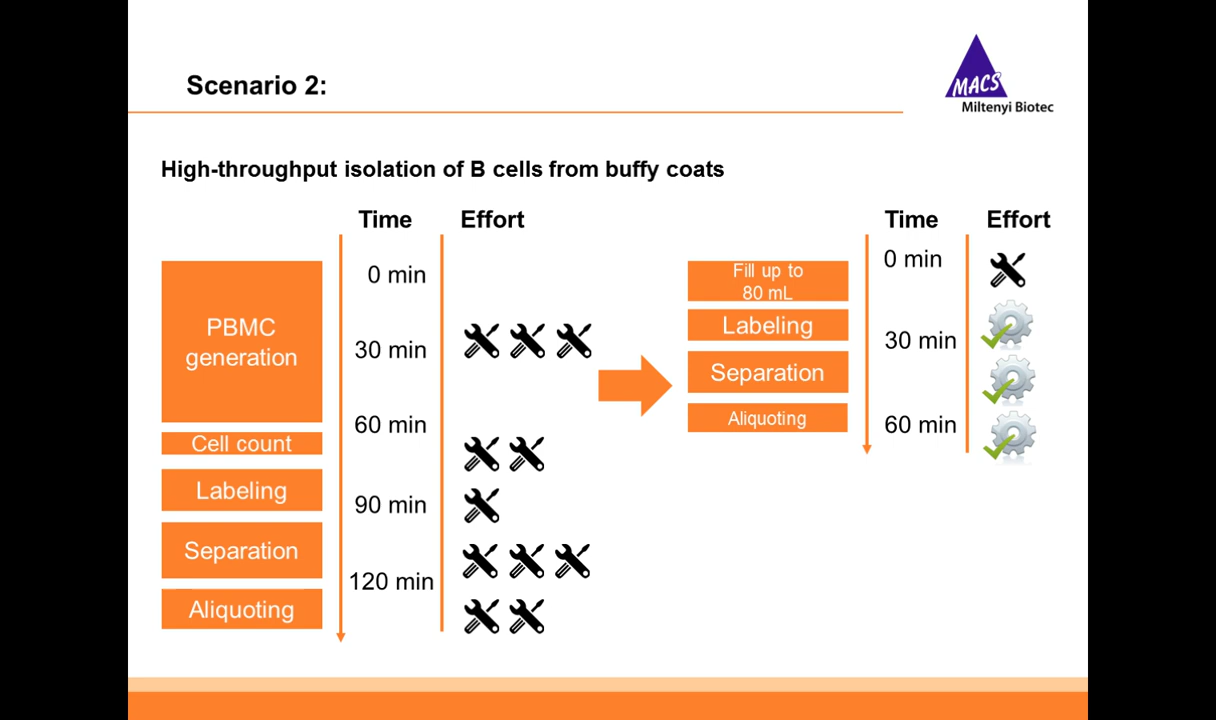 Scenario 2:
MACS
Miltenyi Biotec
High-throughput isolation of B cells from buffy coats
Time Effort
0 min
PBMC
generation
30 min
60 min
Cell count
Labeling
90 min
Separation
120 min
Aliquoting
Time Effort
0 min
Fill up to
80 mL
Labeling
30 min
Separation
Aliquoting
60 min